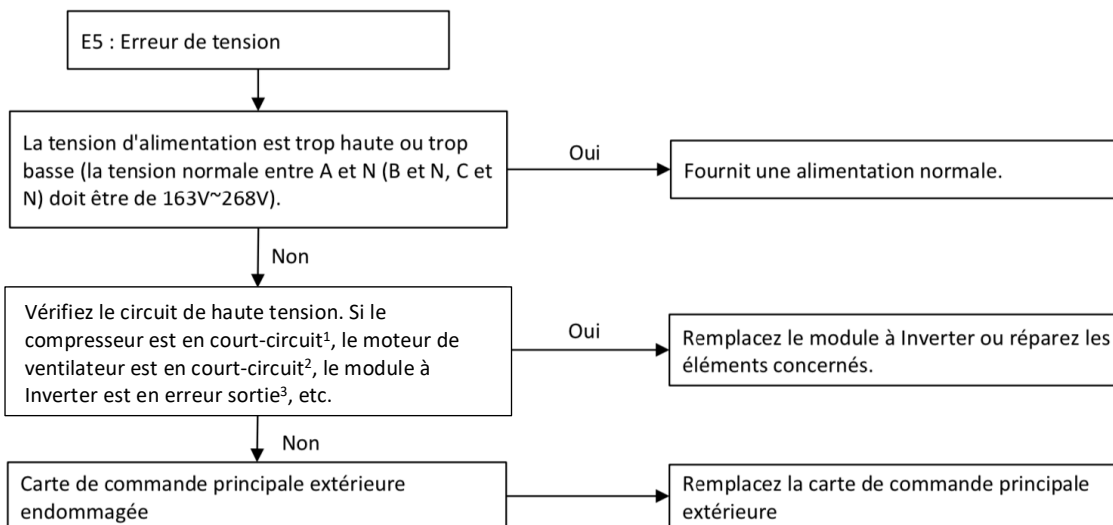 E5 : Erreur de tension
La tension d'alimentation est trop haute ou trop
basse (la tension normale entre A et N (B et N, C et
N) doit être de 163V~268V).
Oui
Fournit une alimentation normale.
Non
Vérifiez le circuit de haute tension. Si le
compresseur est en court-circuit¹, le moteur de
ventilateur est en court-circuit², le module à
Inverter est en erreur sortie³, etc.
Oui
Remplacez le module à Inverter ou réparez les
éléments concernés.
Non
Carte de commande principale extérieure
endommagée
Remplacez la carte de commande principale
extérieure